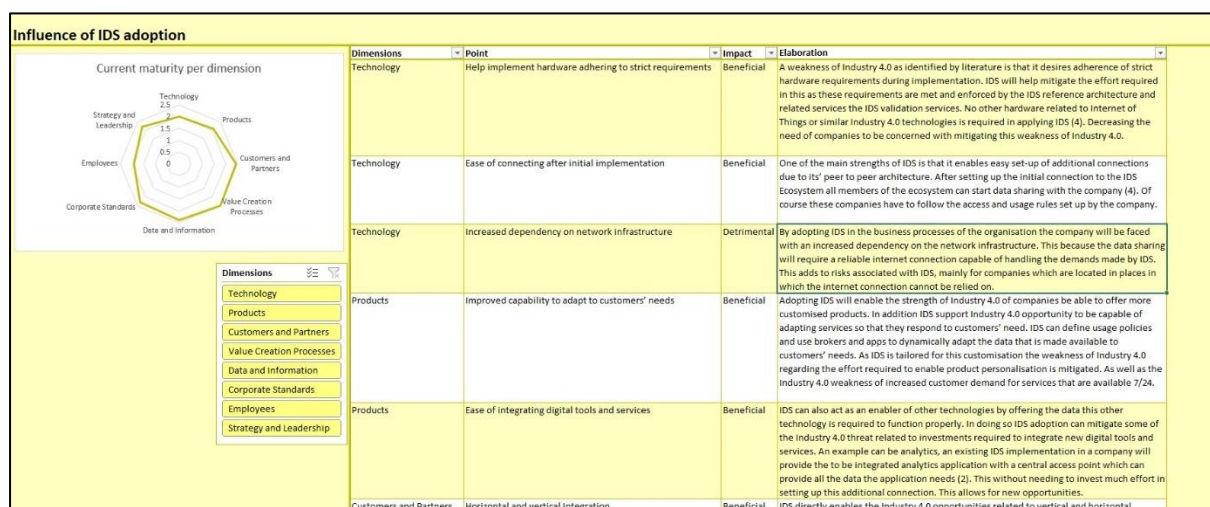 Influence of IDS adoption
Current maturity per dimension
Technology
Products
Customers and
Partners
Value Creation
Processes
Data and Information
Corporate Standards
Employees
Strategy and
Leadership
2.5
2
1.5
1
0.5
0
Dimensions
Technology
Products
Customers and Partners
Value Creation Processes
Data and Information
Corporate Standards
Employees
Strategy and Leadership
Dimensions Point Impact Elaboration
Technology Help implement hardware adhering to strict requirements Beneficial A weakness of Industry 4.0 as identified by literature is that it desires adherence of strict
hardware requirements during implementation. IDS will help mitigate the effort required
in this as these requirements are met and enforced by the IDS reference architecture and
related services the IDS validation services. No other hardware related to Internet of
Things or similar Industry 4.0 technologies is required in applying IDS (4). Decreasing the
need of companies to be concerned with mitigating this weakness of Industry 4.0.
Technology Ease of connecting after initial implementation Beneficial One of the main strengths of IDS is that it enables easy set-up of additional connections
due to its' peer to peer architecture. After setting up the initial connection to the IDS
Ecosystem all members of the ecosystem can start data sharing with the company (4). Of
course these companies have to follow the access and usage rules set up by the company.
Technology Increased dependency on network infrastructure Detrimental By adopting IDS in the business processes of the organisation the company will be faced
with an increased dependency on the network infrastructure. This because the data sharing
will require a reliable internet connection capable of handling the demands made by IDS.
This adds to risks associated with IDS, mainly for companies which are located in places in
which the internet connection cannot be relied on.
Products Improved capability to adapt to customers' needs Beneficial Adopting IDS will enable the strength of Industry 4.0 of companies be able to offer more
customised products. In addition IDS support Industry 4.0 opportunity to be capable of
adapting services so that they respond to customers' need. IDS can define usage policies
and use brokers and apps to dynamically adapt the data that is made available to
customers' needs. As IDS is tailored for this customisation the weakness of Industry 4.0
regarding the effort required to enable product personalisation is mitigated. As well as the
Industry 4.0 weakness of increased customer demand for services that are available 7/24.
Products Ease of integrating digital tools and services Beneficial IDS can also act as an enabler of other technologies by offering the data this other
technology is required to function properly. In doing so IDS adoption can mitigate some of
the Industry 4.0 threat related to investments required to integrate new digital tools and
services. An example can be analytics, an existing IDS implementation in a company will
provide the to be integrated analytics application with a central access point which can
provide all the data the application needs (2). This without needing to invest much effort in
setting up this additional connection. This allows for new opportunities.
Customers and Partners Horizontal and vertical Integration Beneficial IDS directly enables the Industry 4.0 opportunities related to vertical and horizontal